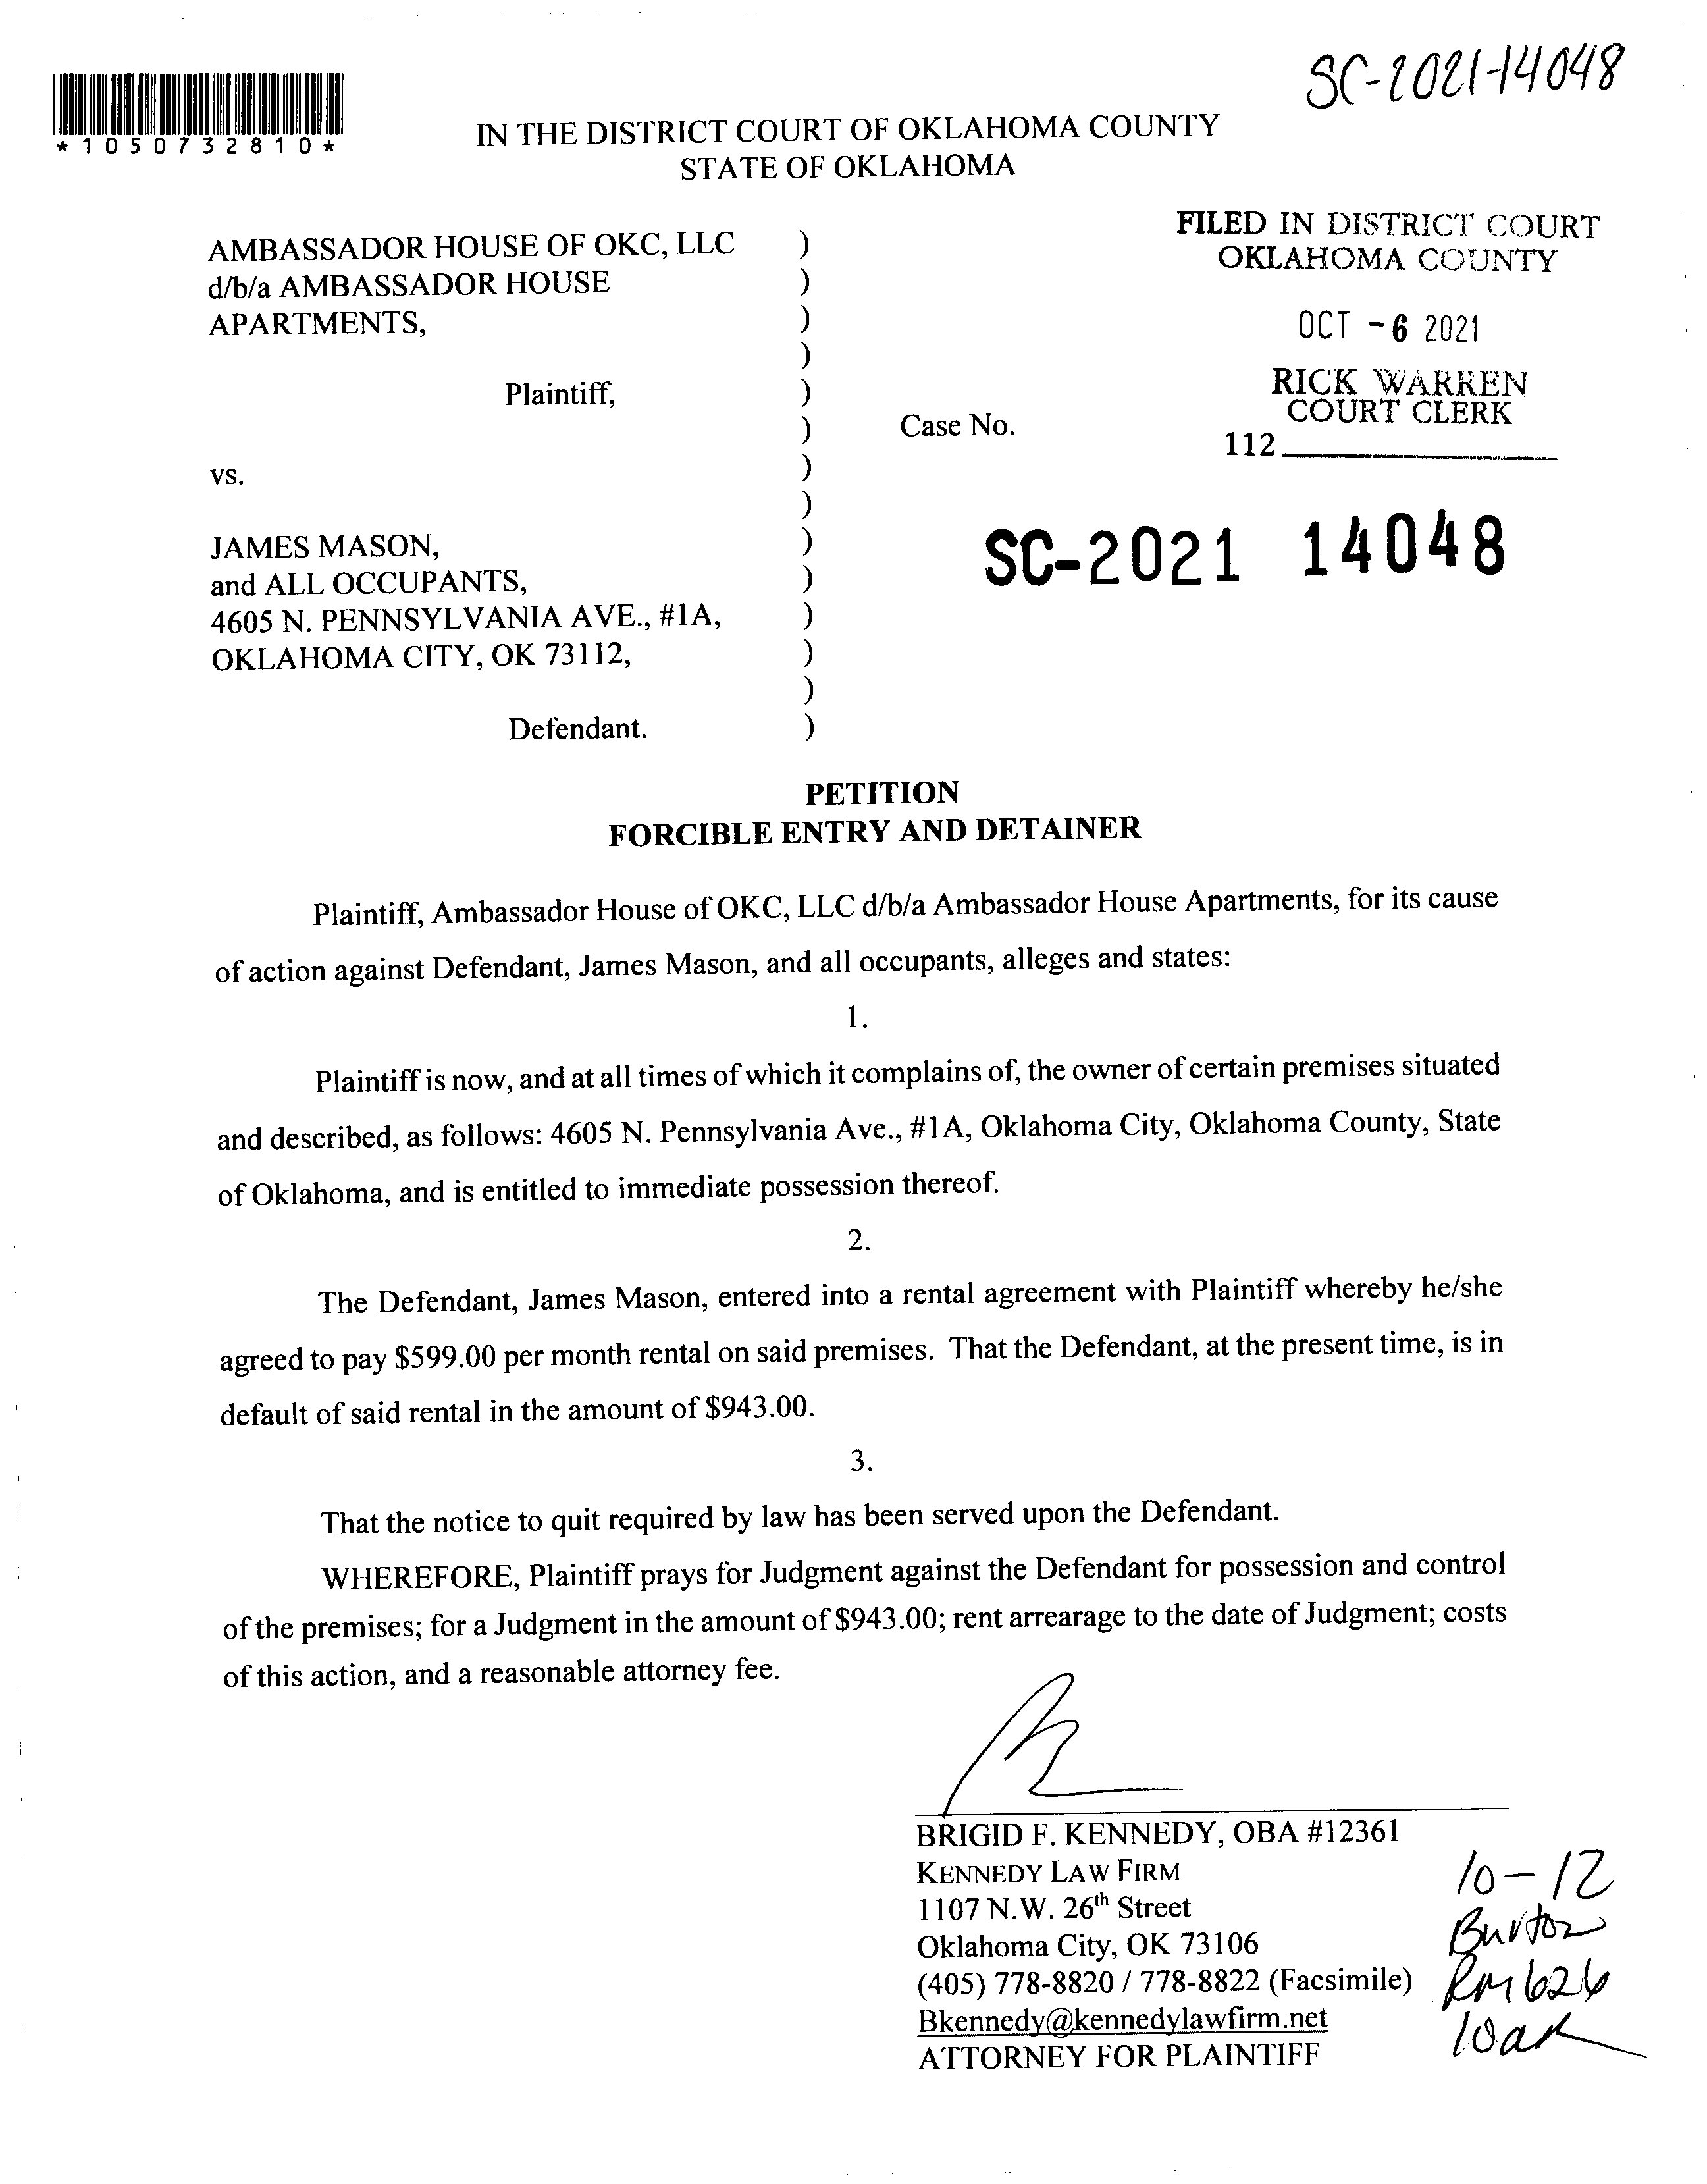 SC-2021-14048
*1050732810*
IN THE DISTRICT COURT OF OKLAHOMA COUNTY
STATE OF OKLAHOMA
FILED IN DISTRICT COURT
OKLAHOMA COUNTY
OCT -6 2021
RICK WARREN
COURT CLERK
112
AMBASSADOR HOUSE OF OKC, LLC )
d/b/a AMBASSADOR HOUSE )
APARTMENTS, )
)
Plaintiff, )
) Case No.
vs. )
)
SC-2021 14048
JAMES MASON, )
and ALL OCCUPANTS, )
4605 N. PENNSYLVANIA AVE., #1A, )
OKLAHOMA CITY, OK 73112, )
)
Defendant. )
PETITION
FORCIBLE ENTRY AND DETAINER
Plaintiff, Ambassador House of OKC, LLC d/b/a Ambassador House Apartments, for its cause
of action against Defendant, James Mason, and all occupants, alleges and states:
1.
Plaintiff is now, and at all times of which it complains of, the owner of certain premises situated
and described, as follows: 4605 N. Pennsylvania Ave., #1A, Oklahoma City, Oklahoma County, State
of Oklahoma, and is entitled to immediate possession thereof.
2.
The Defendant, James Mason, entered into a rental agreement with Plaintiff whereby he/she
agreed to pay $599.00 per month rental on said premises. That the Defendant, at the present time, is in
default of said rental in the amount of $943.00.
3.
That the notice to quit required by law has been served upon the Defendant.
WHEREFORE, Plaintiff prays for Judgment against the Defendant for possession and control
of the premises; for a Judgment in the amount of $943.00; rent arrearage to the date of Judgment; costs
of this action, and a reasonable attorney fee.
BRIGID F. KENNEDY, OBA #12361
KENNEDY LAW FIRM
1107 N.W. 26th Street
Oklahoma City, OK 73106
(405) 778-8820 / 778-8822 (Facsimile)
Bkennedy@kennedylawfirm.net
ATTORNEY FOR PLAINTIFF
10-12
Burton
Rm 626
10am